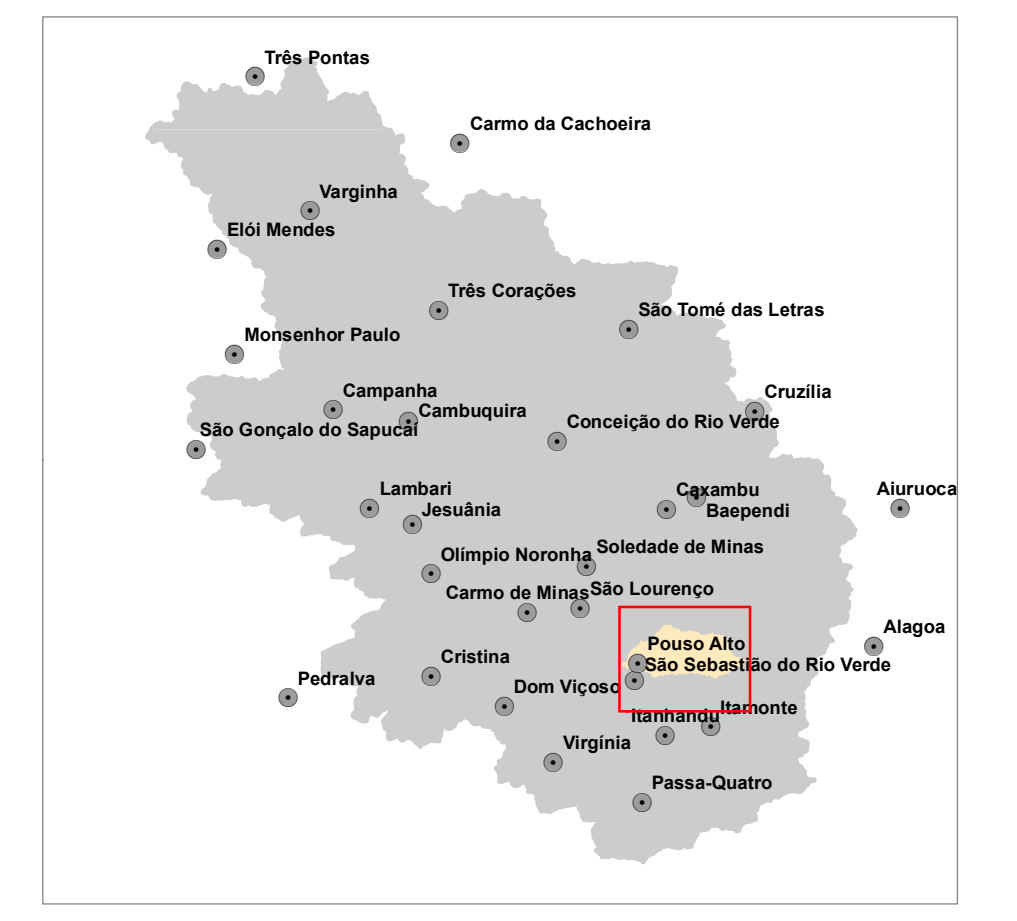 Três Pontas
Carmo da Cachoeira
Varginha
Elói Mendes
Três Corações
São Tomé das Letras
Monsenhor Paulo
Campanha
Cruzília
Cambuquira
Conceição do Rio Verde
São Gonçalo do Sapucaí
Lambari
Caxambu
Aiuruoca
Jesuânia
Baependi
Soledade de Minas
Olímpio Noronha
São Lourenço
Carmo de Minas
Alagoa
Pouso Alto
Cristina
São Sebastião do Rio Verde
Pedralva
Dom Viçoso
Itamonte
Itanhandu
Virgínia
Passa-Quatro